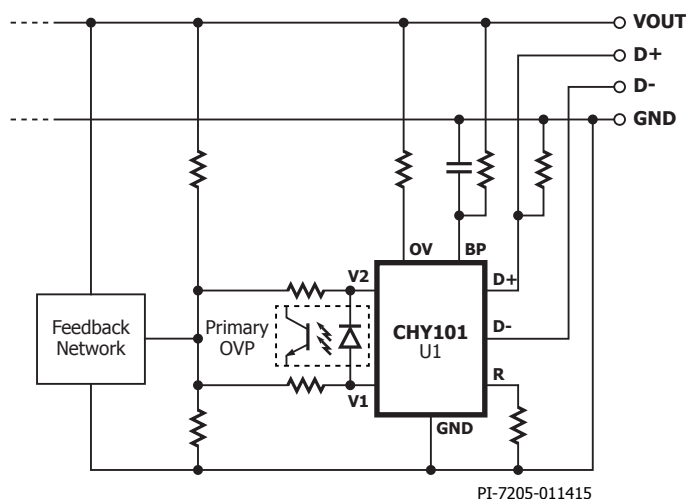 VOUT
D+
D-
GND
OV
BP
V2
D+
Feedback
Network
Primary
OVP
CHY101
U1
D-
R
V1
GND
PI-7205-011415